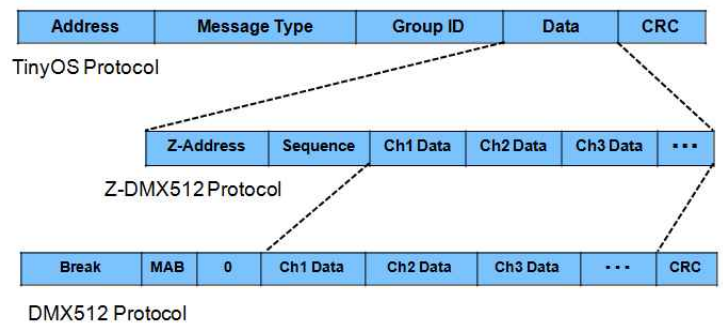 Address Message Type Group ID Data CRC
TinyOS Protocol
Z-Address Sequence Ch1 Data Ch2 Data Ch3 Data ...
Z-DMX512 Protocol
Break MAB 0 Ch1 Data Ch2 Data Ch3 Data ... CRC
DMX512 Protocol